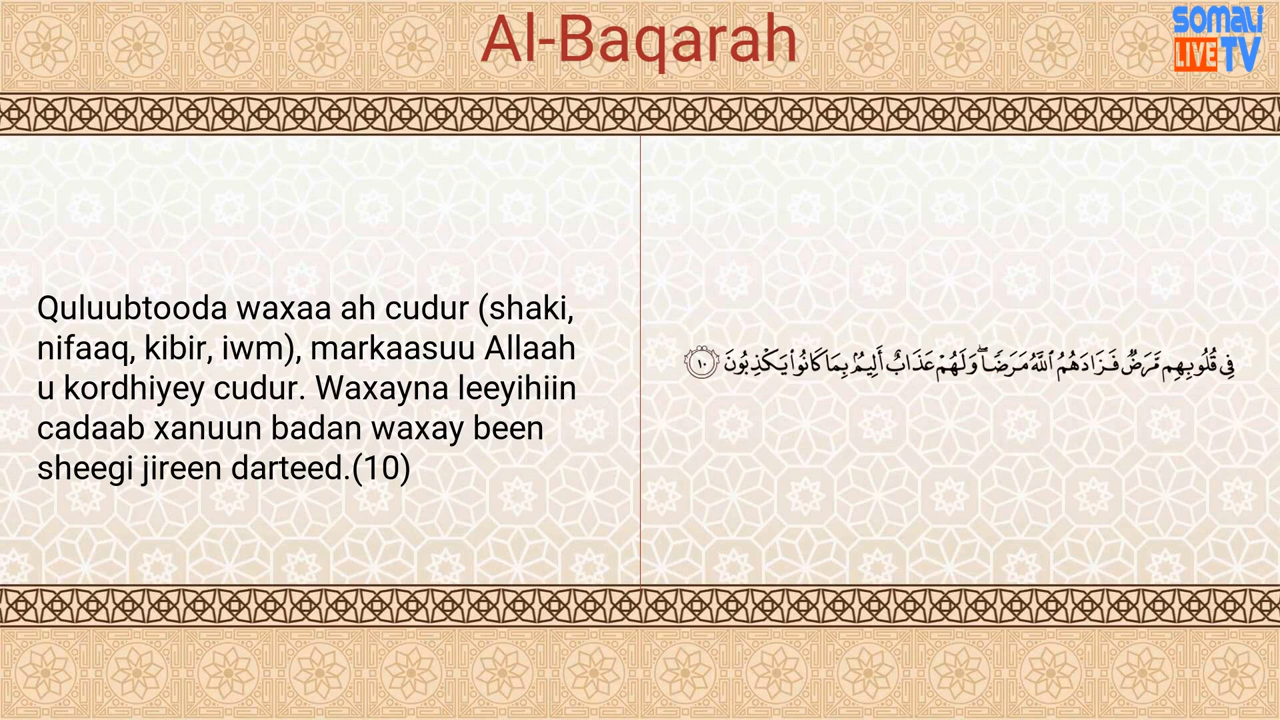 Al-Baqarah
SOMALI
LIVE TV
Quluubtooda waxaa ah cudur (shaki,
nifaaq, kibir, iwm), markaasuu Allaah
u kordhiyey cudur. Waxayna leeyihiin
cadaab xanuun badan waxay been
sheegi jireen darteed.(10)
فِى قُلُوبِهِم مَّرَضٌ فَزَادَهُمُ ٱللَّهُ مَرَضًا ۖ وَلَهُمْ عَذَابٌ أَلِيمٌۢ بِمَا كَانُوا۟ يَكْذِبُونَ ١٠